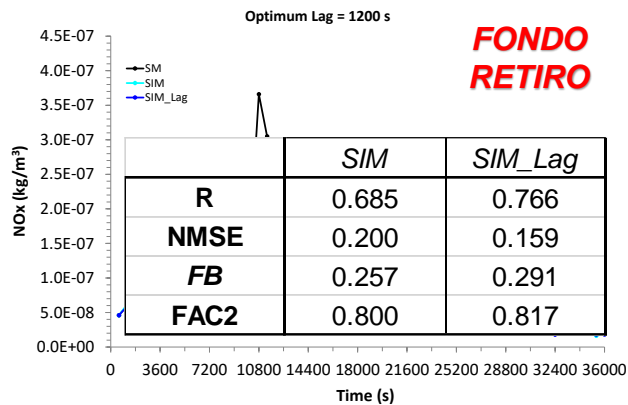 Optimum Lag = 1200 s
FONDO
RETIRO
4.5E-07
4.0E-07
3.5E-07
3.0E-07
2.5E-07
2.0E-07
1.5E-07
1.0E-07
5.0E-08
0.0E+00
NOx (kg/m³)
SM
SIM
SIM_Lag
SIM SIM_Lag
R 0.685 0.766
NMSE 0.200 0.159
FB 0.257 0.291
FAC2 0.800 0.817
0 3600 7200 10800 14400 18000 21600 25200 28800 32400 36000
Time (s)